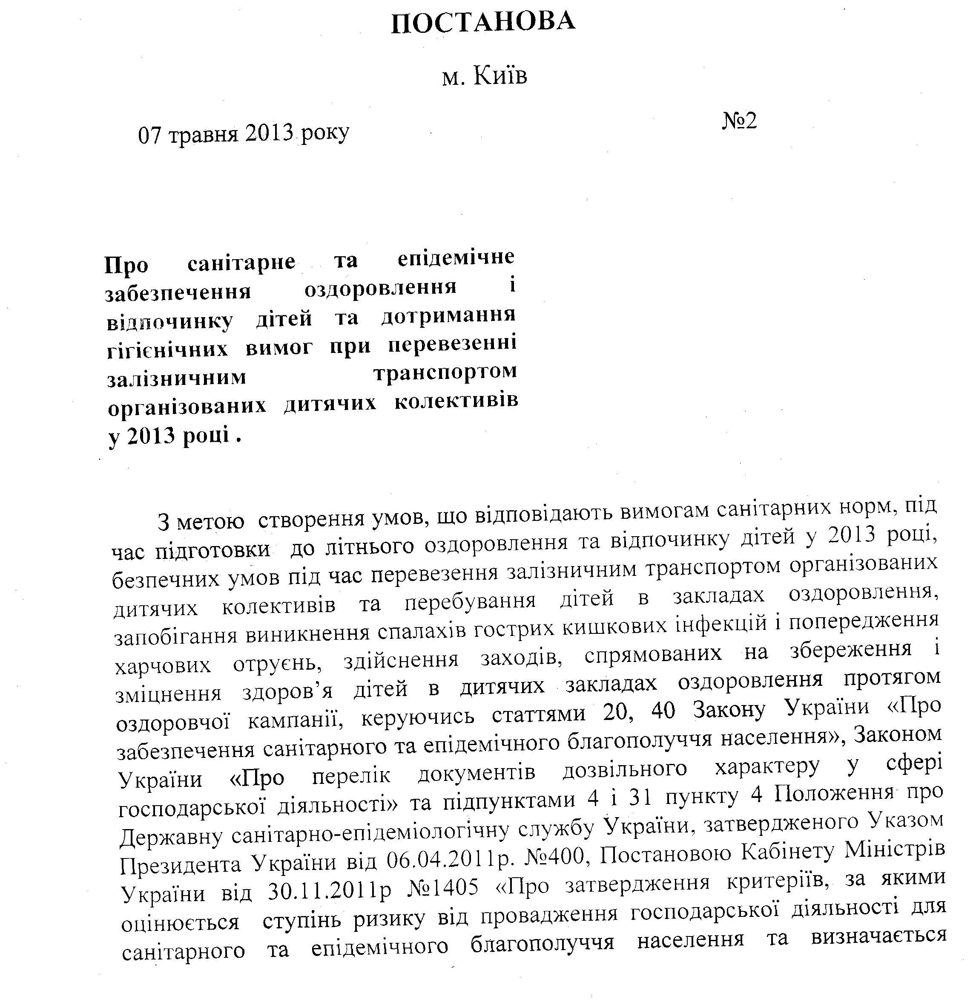 ПОСТАНОВА
м. Київ
07 травня 2013 року №2
Про санітарне та епідемічне
забезпечення оздоровлення і
відпочинку дітей та дотримання
гігієнічних вимог при перевезенні
залізничним транспортом
організованих дитячих колективів
у 2013 році .
З метою створення умов, що відповідають вимогам санітарних норм, під
час підготовки до літнього оздоровлення та відпочинку дітей у 2013 році,
безпечних умов під час перевезення залізничним транспортом організованих
дитячих колективів та перебування дітей в закладах оздоровлення,
запобігання виникнення спалахів гострих кишкових інфекцій і попередження
харчових отруєнь, здійснення заходів, спрямованих на збереження і
зміцнення здоров’я дітей в дитячих закладах оздоровлення протягом
оздоровчої кампанії, керуючись статтями 20, 40 Закону України «Про
забезпечення санітарного та епідемічного благополуччя населення», Законом
України «Про перелік документів дозвільного характеру у сфері
господарської діяльності» та підпунктами 4 і 31 пункту 4 Положення про
Державну санітарно-епідеміологічну службу України, затвердженого Указом
Президента України від 06.04.2011р. №400, Постановою Кабінету Міністрів
України від 30.11.2011р №1405 «Про затвердження критеріїв, за якими
оцінюється ступінь ризику від провадження господарської діяльності для
санітарного та епідемічного благополуччя населення та визначається